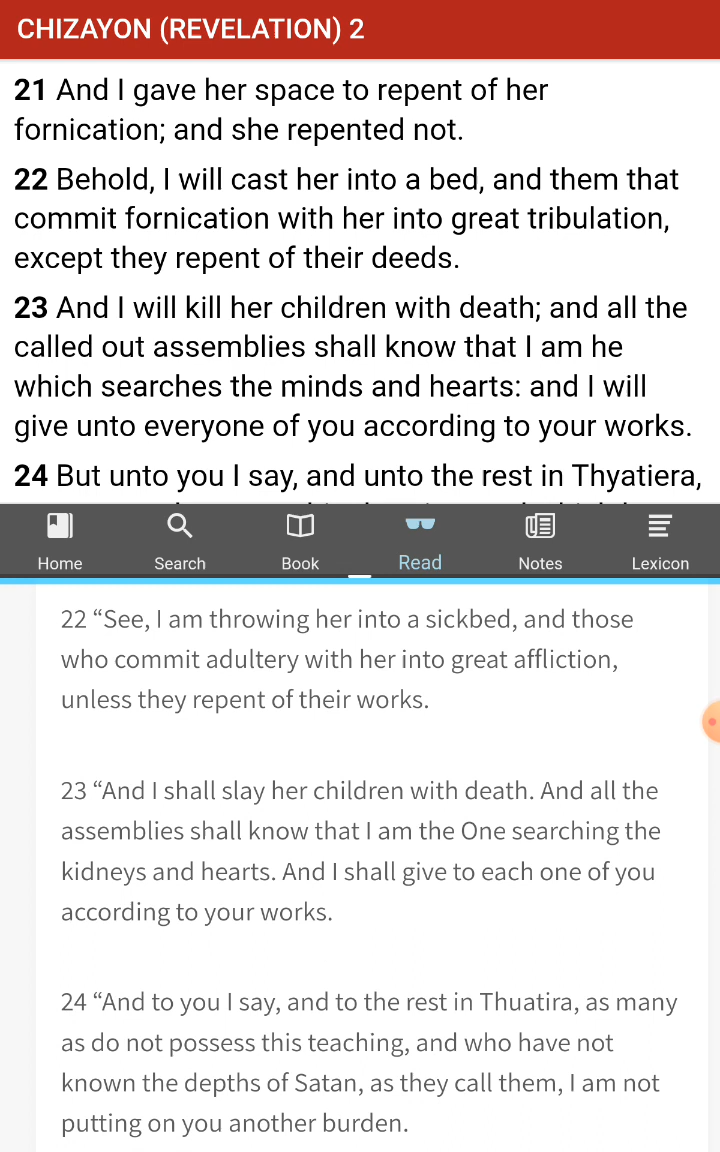 CHIZAYON (REVELATION) 2
21 And I gave her space to repent of her
fornication; and she repented not.
22 Behold, I will cast her into a bed, and them that
commit fornication with her into great tribulation,
except they repent of their deeds.
23 And I will kill her children with death; and all the
called out assemblies shall know that I am he
which searches the minds and hearts: and I will
give unto everyone of you according to your works.
24 But unto you I say, and unto the rest in Thyatiera,
Home Search Book Read Notes Lexicon
22 “See, I am throwing her into a sickbed, and those
who commit adultery with her into great affliction,
unless they repent of their works.
23 “And I shall slay her children with death. And all the
assemblies shall know that I am the One searching the
kidneys and hearts. And I shall give to each one of you
according to your works.
24 “And to you I say, and to the rest in Thuatira, as many
as do not possess this teaching, and who have not
known the depths of Satan, as they call them, I am not
putting on you another burden.